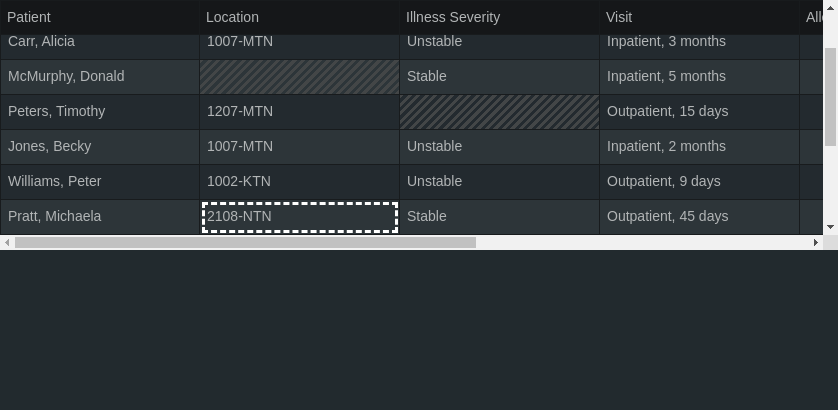 Patient Location Illness Severity Visit Alle
Carr, Alicia 1007-MTN Unstable Inpatient, 3 months
McMurphy, Donald Stable Inpatient, 5 months
Peters, Timothy 1207-MTN Outpatient, 15 days
Jones, Becky 1007-MTN Unstable Inpatient, 2 months
Williams, Peter 1002-KTN Unstable Outpatient, 9 days
Pratt, Michaela 2108-NTN Stable Outpatient, 45 days